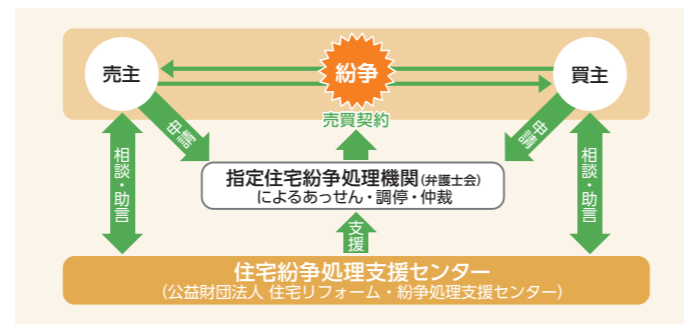 売主
紛争
買主
売買契約
申請
申請
相談・助言
指定住宅紛争処理機関(弁護士会)
によるあっせん・調停・仲裁
相談・助言
支援
住宅紛争処理支援センター
(公益財団法人 住宅リフォーム・紛争処理支援センター)